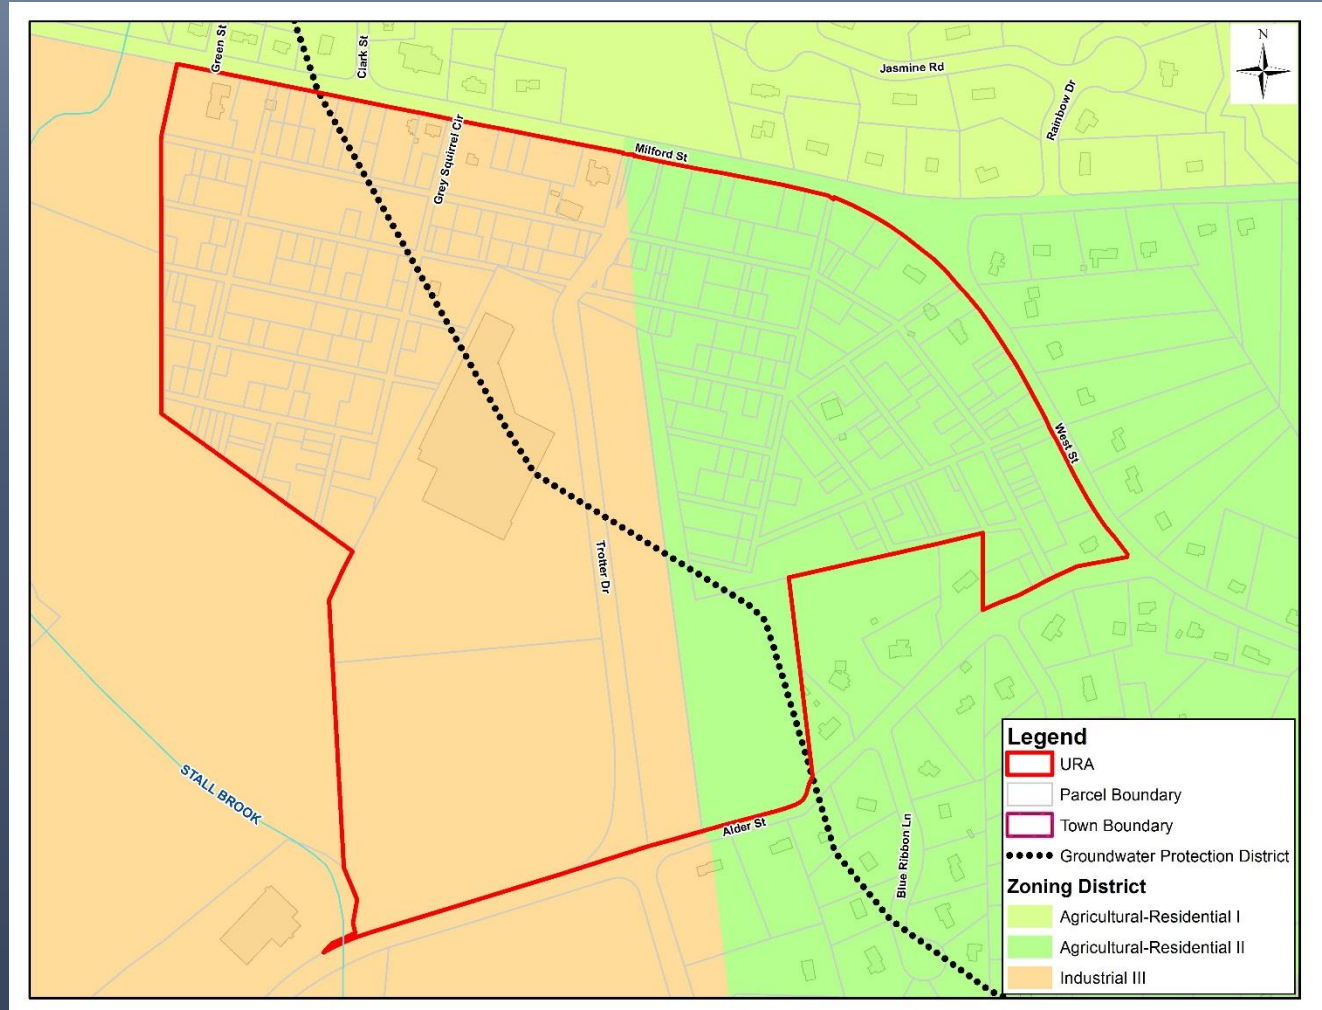 Green St
Clark St
N
Jasmine Rd
Rainbow Dr
Grey Squirrel Cir
Milford St
West St
Trotter Dr
STALL BROOK
Alder St
Blue Ribbon Ln
Legend
URA
Parcel Boundary
Town Boundary
Groundwater Protection District
Zoning District
Agricultural-Residential I
Agricultural-Residential II
Industrial III